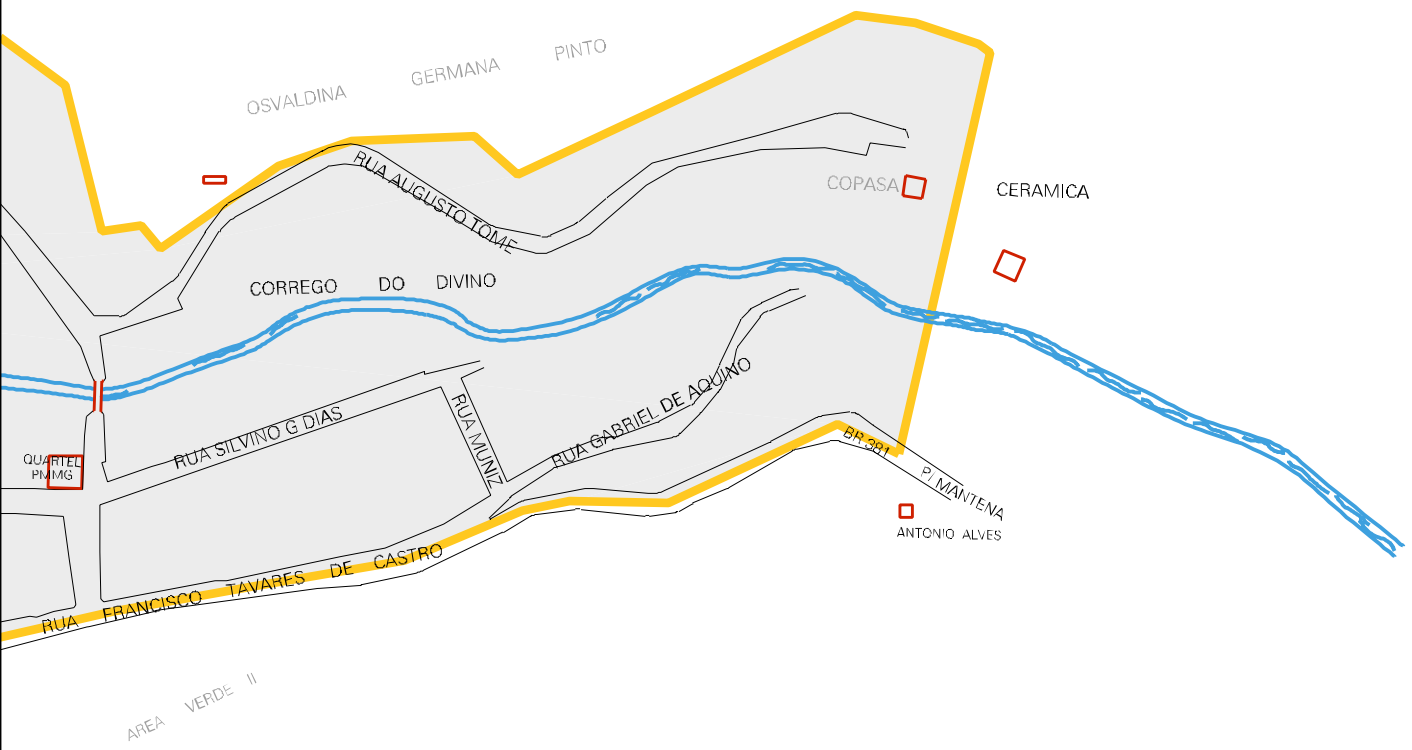 OSVALDINA GERMANA PINTO
RUA AUGUSTO TOME
COPASA
CERAMICA
CORREGO DO DIVINO
RUA SILVINO G DIAS
RUA MUNIZ
RUA GABRIEL DE AQUINO
BR 381
P/ MANTENA
QUARTEL
PMMG
ANTONIO ALVES
RUA FRANCISCO TAVARES DE CASTRO
AREA VERDE II